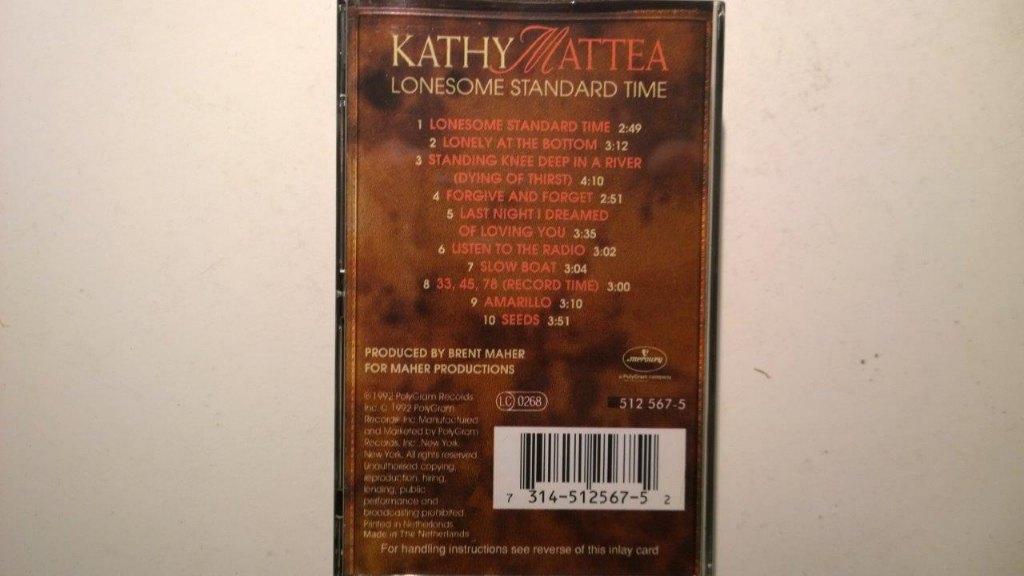 KATHY MATTEA
LONESOME STANDARD TIME
1 LONESOME STANDARD TIME 2:49
2 LONELY AT THE BOTTOM 3:12
3 STANDING KNEE DEEP IN A RIVER
(DYING OF THIRST) 4:10
4 FORGIVE AND FORGET 2:51
5 LAST NIGHT I DREAMED
OF LOVING YOU 3:35
6 LISTEN TO THE RADIO 3:02
7 SLOW BOAT 3:04
8 33, 45, 78 (RECORD TIME) 3:00
9 AMARILLO 3:10
10 SEEDS 3:51
PRODUCED BY BRENT MAHER
FOR MAHER PRODUCTIONS
mercury
a PolyGram company
℗ 1992 PolyGram Records
Inc. © 1992 PolyGram
Records Inc. Manufactured
and Marketed by PolyGram
Records, Inc., New York,
New York. All rights reserved.
Unauthorised copying,
reproduction, hiring,
lending, public
performance and
broadcasting prohibited.
Printed in Netherlands
Made in The Netherlands
LC 0268
512 567-5
7 314-512567-5 2
For handling instructions see reverse of this inlay card